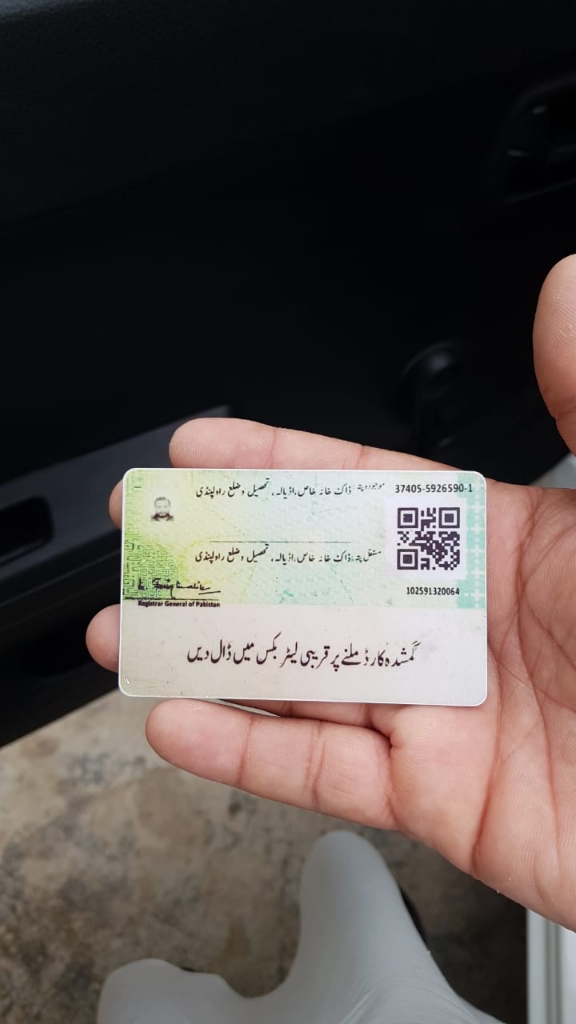 موجودہ پتہ: ڈاک خانہ خاص، اڈیالہ، تحصیل و ضلع راولپنڈی
37405-5926590-1
مستقل پتہ: ڈاک خانہ خاص، اڈیالہ، تحصیل و ضلع راولپنڈی
102591320064
Registrar General of Pakistan
گمشدہ کارڈ ملنے پر قریبی لیٹر بکس میں ڈال دیں